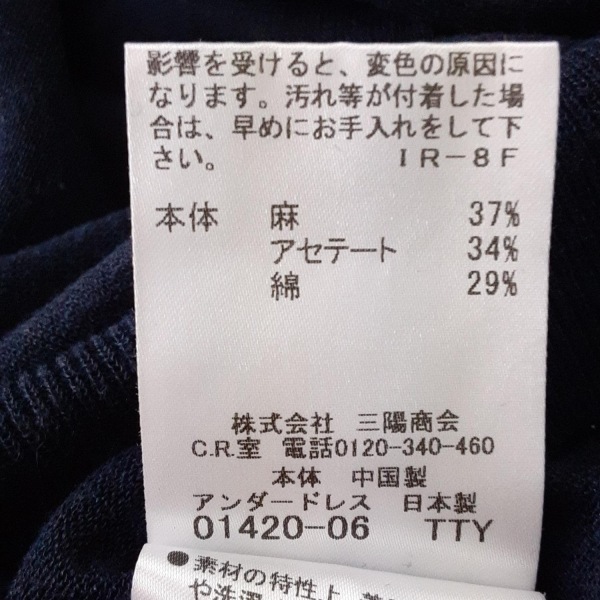 影響を受けると、変色の原因に
なります。汚れ等が付着した場
合は、早めにお手入れをして下
さい。 IR-8F
本体 麻 37%
アセテート 34%
綿 29%
株式会社 三陽商会
C.R.室 電話0120-340-460
本体 中国製
アンダードレス 日本製
01420-06 TTY
●素材の特性上、着
や洗濯